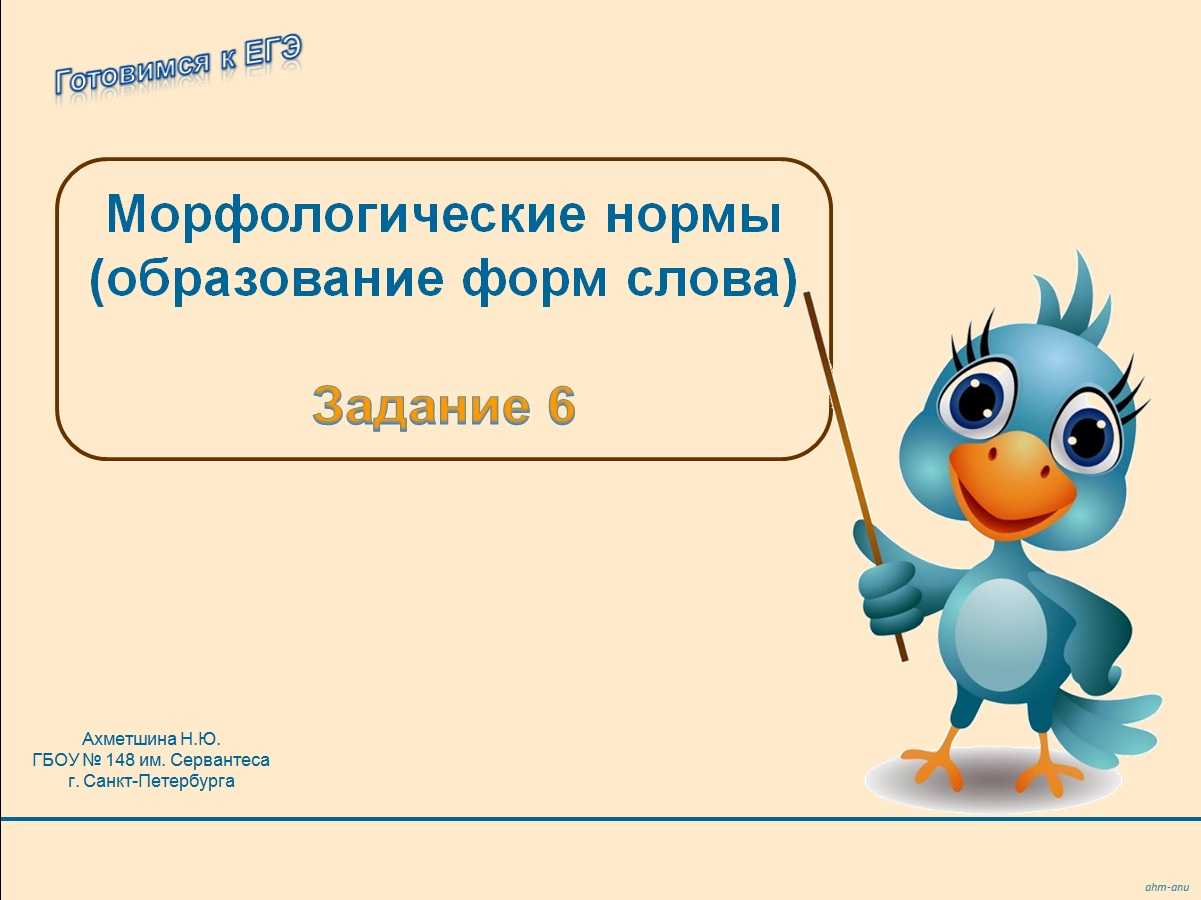 Готовимся к ЕГЭ
Морфологические нормы
(образование форм слова)
Задание 6
Ахметшина Н.Ю.
ГБОУ № 148 им. Сервантеса
г. Санкт-Петербурга
ahm-anu